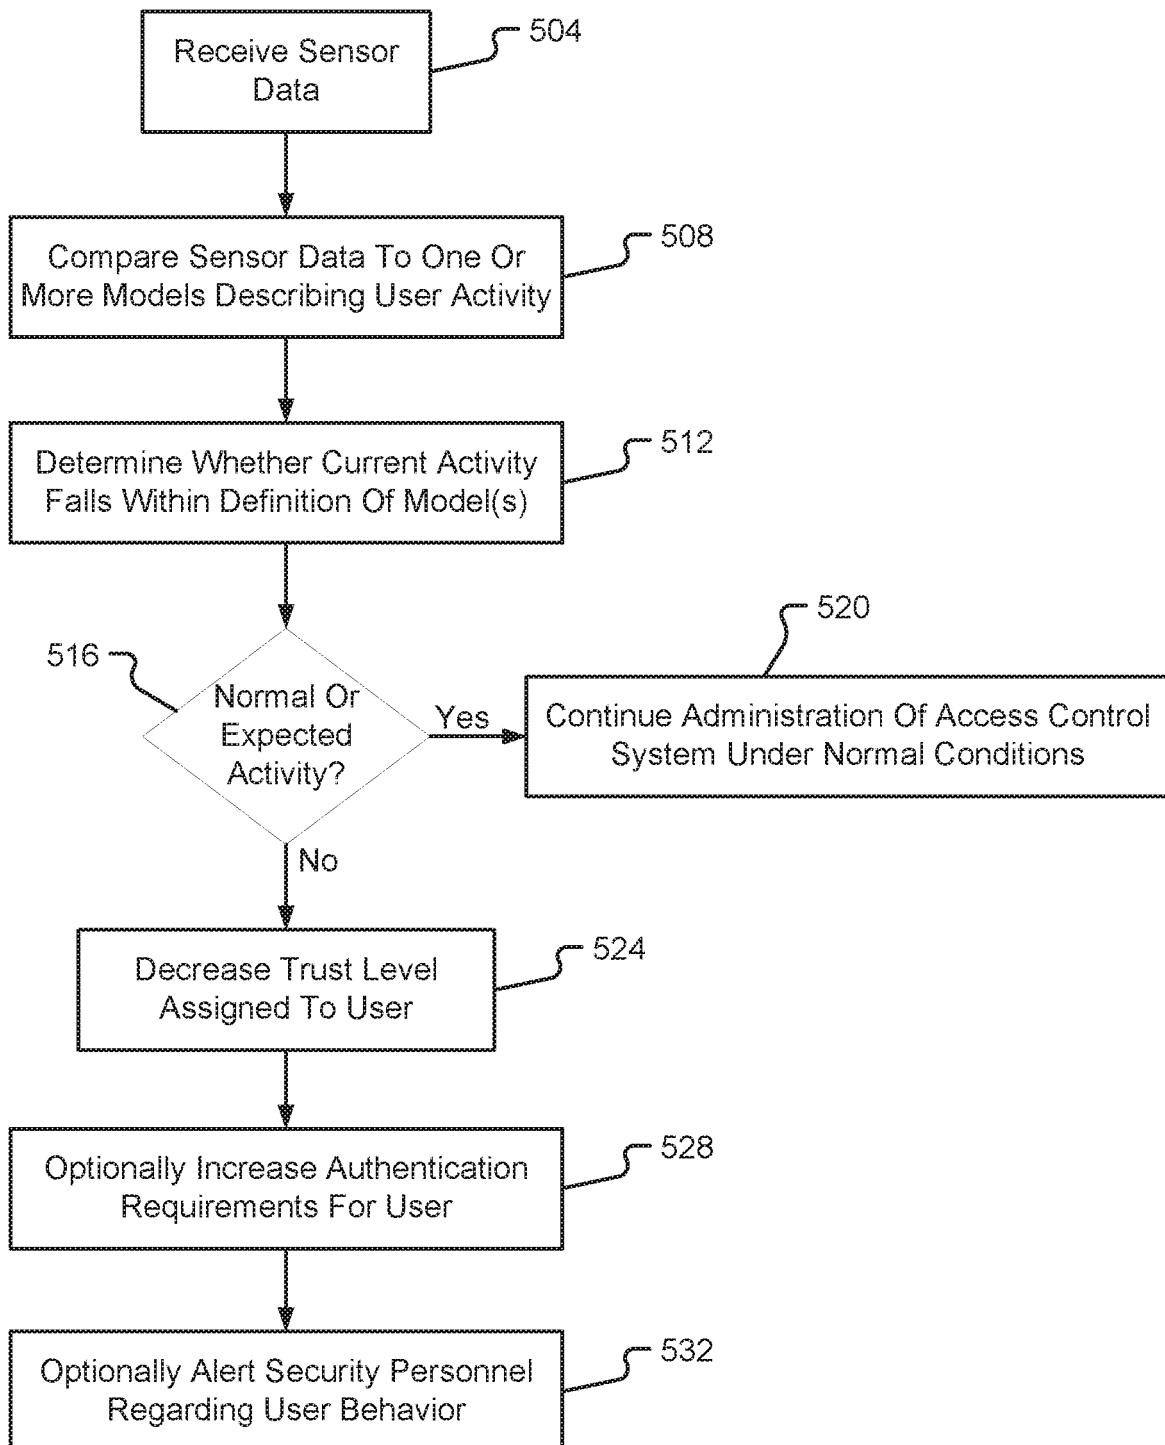 Receive Sensor
Data
504
Compare Sensor Data To One Or
More Models Describing User Activity
508
Determine Whether Current Activity
Falls Within Definition Of Model(s)
512
516
Normal Or
Expected
Activity?
Yes
520
Continue Administration Of Access Control
System Under Normal Conditions
No
Decrease Trust Level
Assigned To User
524
Optionally Increase Authentication
Requirements For User
528
Optionally Alert Security Personnel
Regarding User Behavior
532